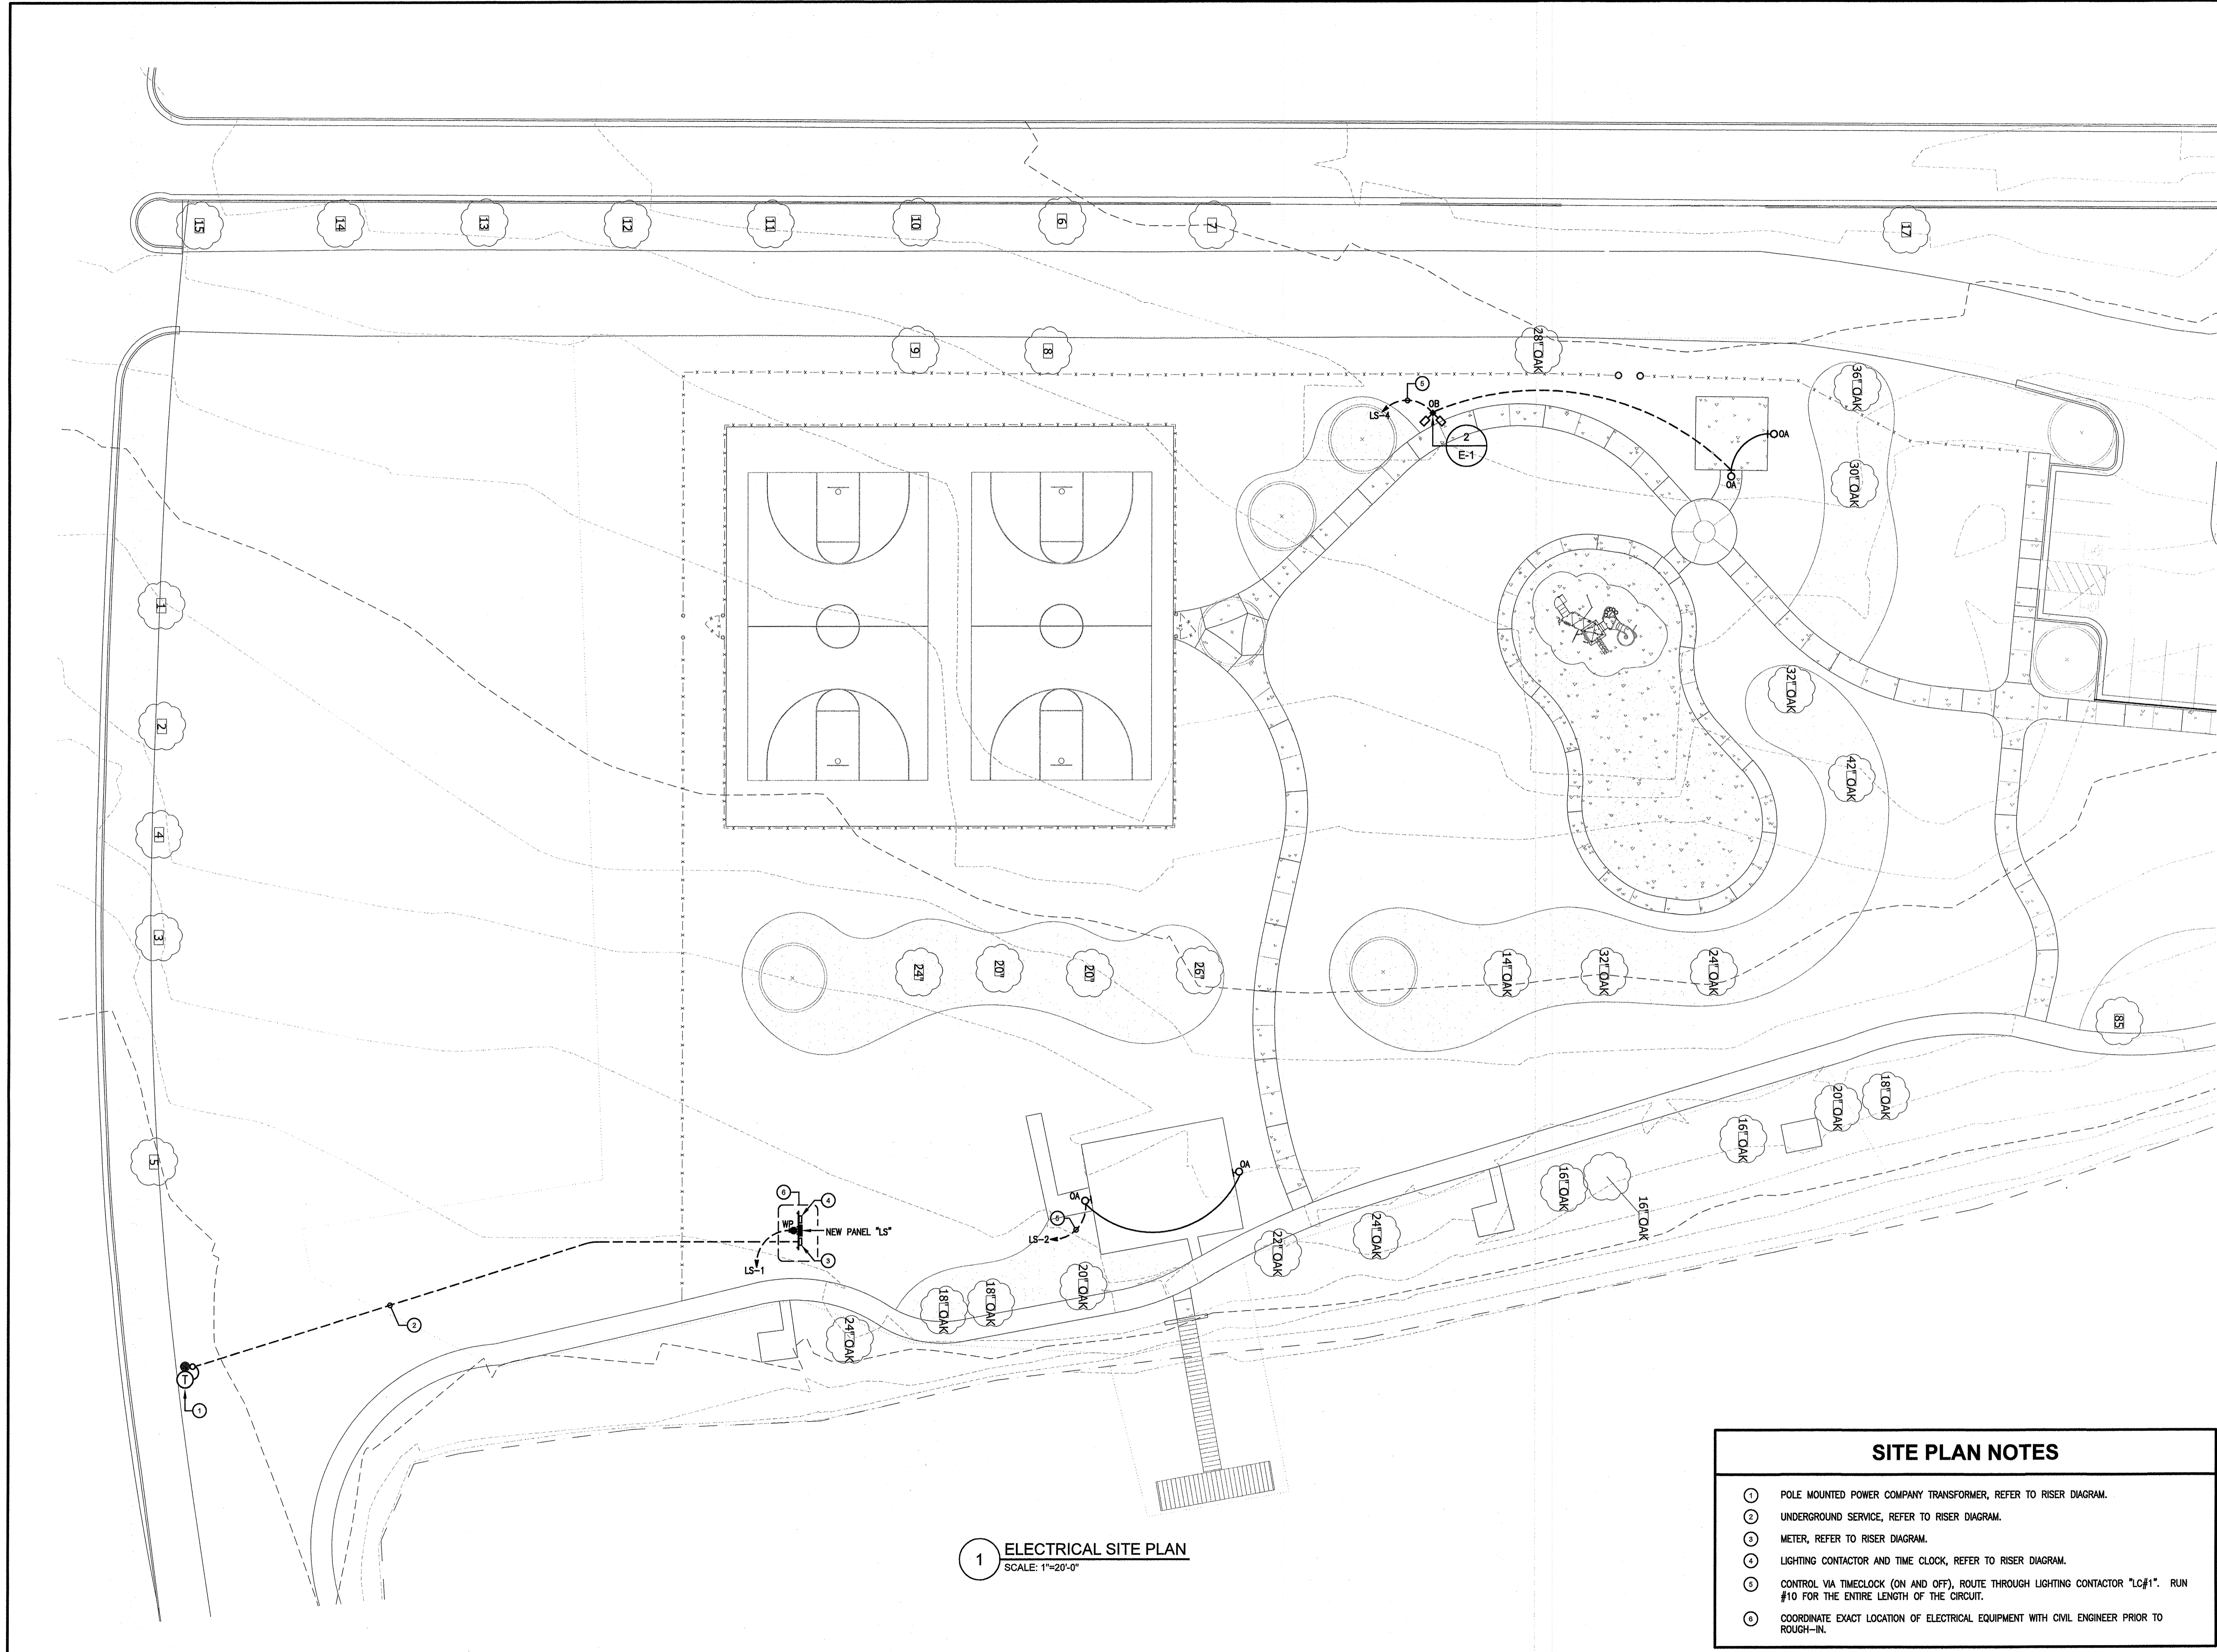 15
14
13
12
11
10
6
7
17
9
8
28" OAK
36" OAK
5
OB
LS-4
2
E-1
OA
OA
30" OAK
1
2
4
3
5
32" OAK
42" OAK
24"
20"
20"
26"
14" OAK
32" OAK
24" OAK
85
18" OAK
20" OAK
16" OAK
16" OAK
16" OAK
24" OAK
22" OAK
OA
OA
5
LS-2
6
4
WP
NEW PANEL "LS"
3
LS-1
20" OAK
18" OAK
18" OAK
24" OAK
2
T
1
1
ELECTRICAL SITE PLAN
SCALE: 1"=20'-0"
SITE PLAN NOTES
1 POLE MOUNTED POWER COMPANY TRANSFORMER, REFER TO RISER DIAGRAM.
2 UNDERGROUND SERVICE, REFER TO RISER DIAGRAM.
3 METER, REFER TO RISER DIAGRAM.
4 LIGHTING CONTACTOR AND TIME CLOCK, REFER TO RISER DIAGRAM.
5 CONTROL VIA TIMECLOCK (ON AND OFF), ROUTE THROUGH LIGHTING CONTACTOR "LC#1". RUN
#10 FOR THE ENTIRE LENGTH OF THE CIRCUIT.
6 COORDINATE EXACT LOCATION OF ELECTRICAL EQUIPMENT WITH CIVIL ENGINEER PRIOR TO
ROUGH-IN.